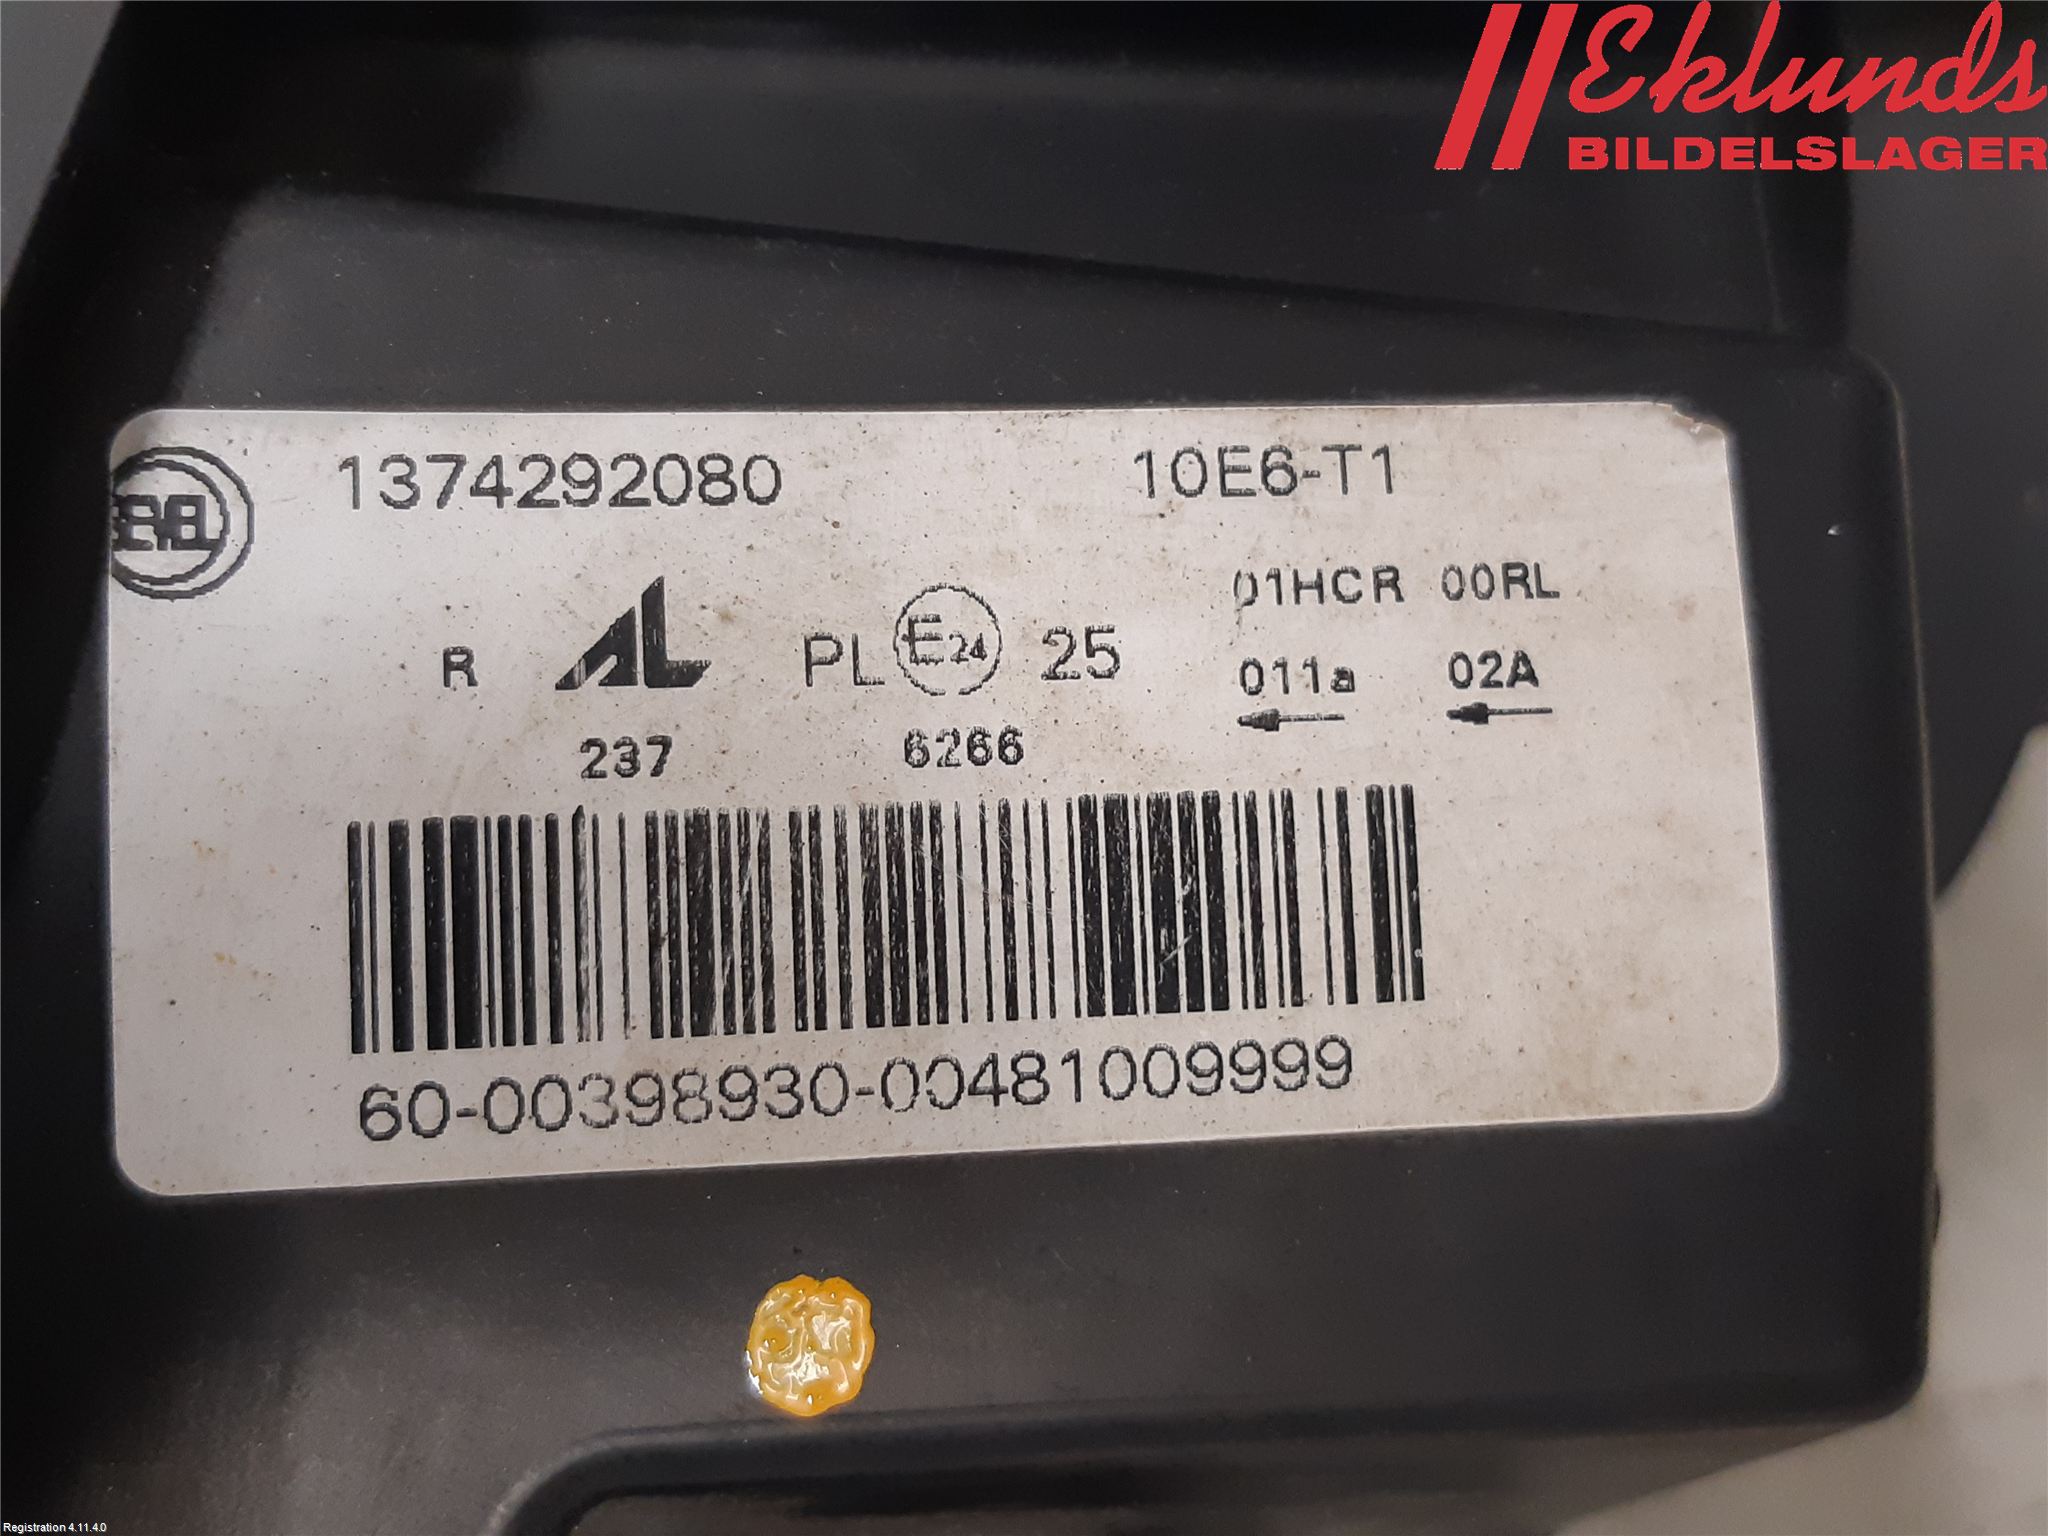 Eklunds
BILDELSLAGER
1374292080 10E6-T1
01HCR 00RL
R AL PL E24 25 011a 02A
237 6266
60-00398930-00481009999
Registration 4.11.4.0